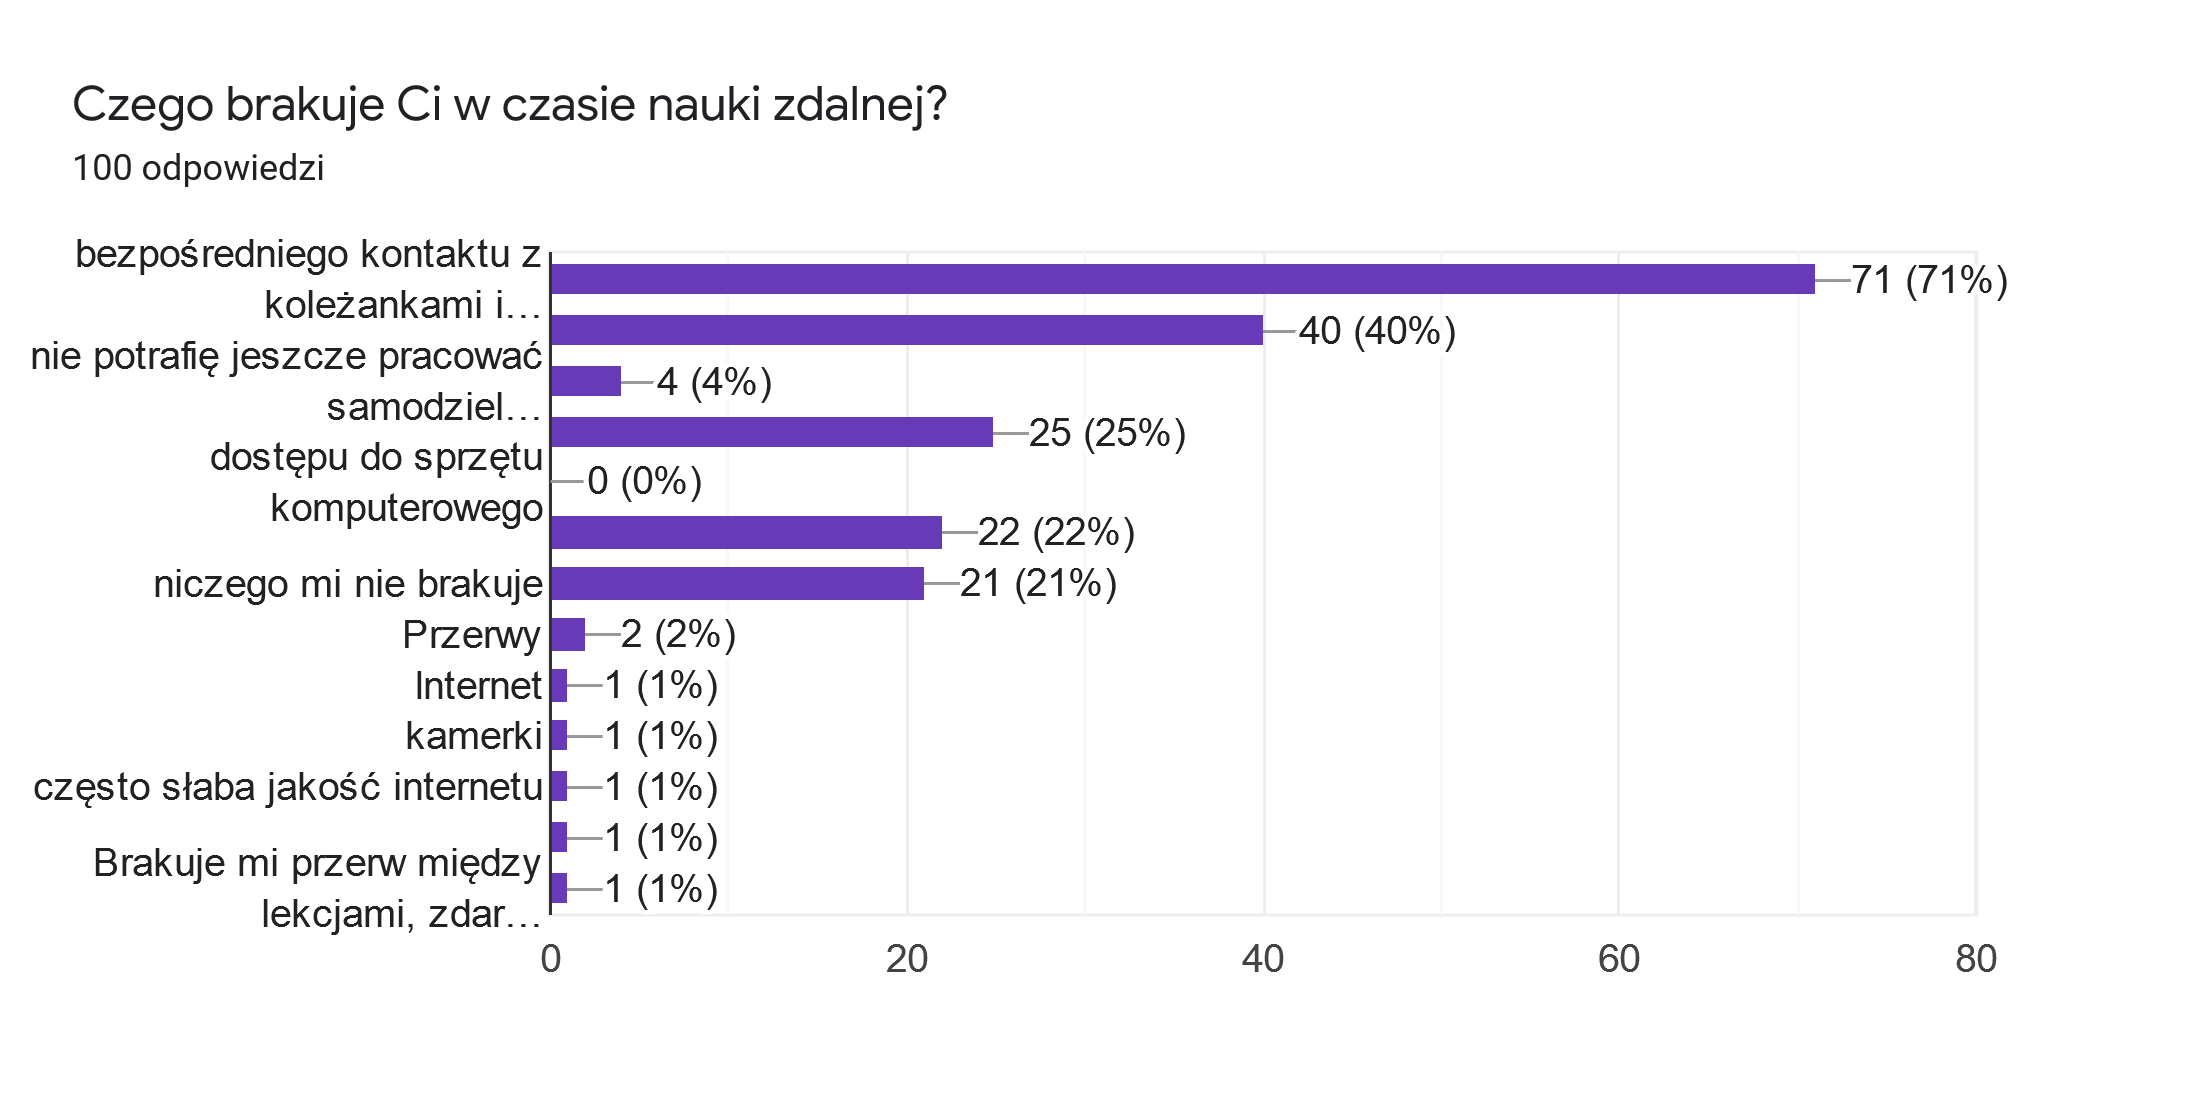 Czego brakuje Ci w czasie nauki zdalnej?
100 odpowiedzi
bezpośredniego kontaktu z
koleżankami i…
71 (71%)
40 (40%)
nie potrafię jeszcze pracować
samodziel…
4 (4%)
25 (25%)
dostępu do sprzętu
komputerowego
0 (0%)
22 (22%)
niczego mi nie brakuje
21 (21%)
Przerwy
2 (2%)
Internet
1 (1%)
kamerki
1 (1%)
często słaba jakość internetu
1 (1%)
1 (1%)
Brakuje mi przerw między
lekcjami, zdar…
1 (1%)
0
20
40
60
80